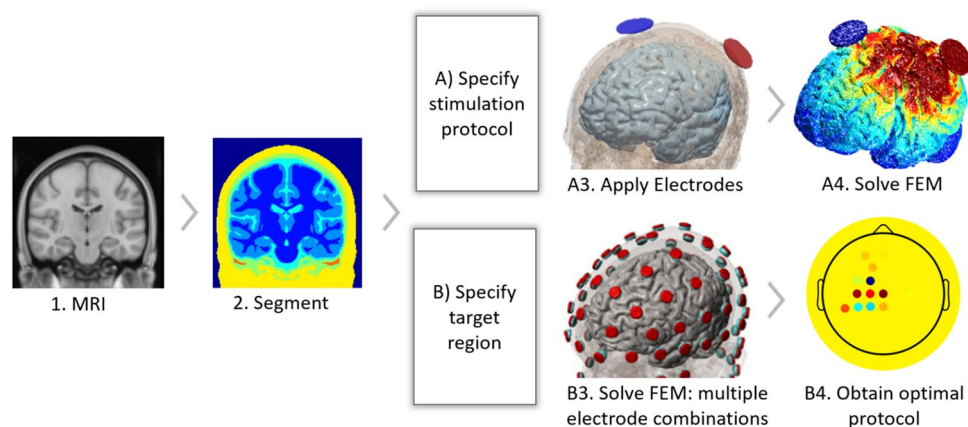 A) Specify
stimulation
protocol
A3. Apply Electrodes
A4. Solve FEM
1. MRI
2. Segment
B) Specify
target
region
B3. Solve FEM: multiple
electrode combinations
B4. Obtain optimal
protocol